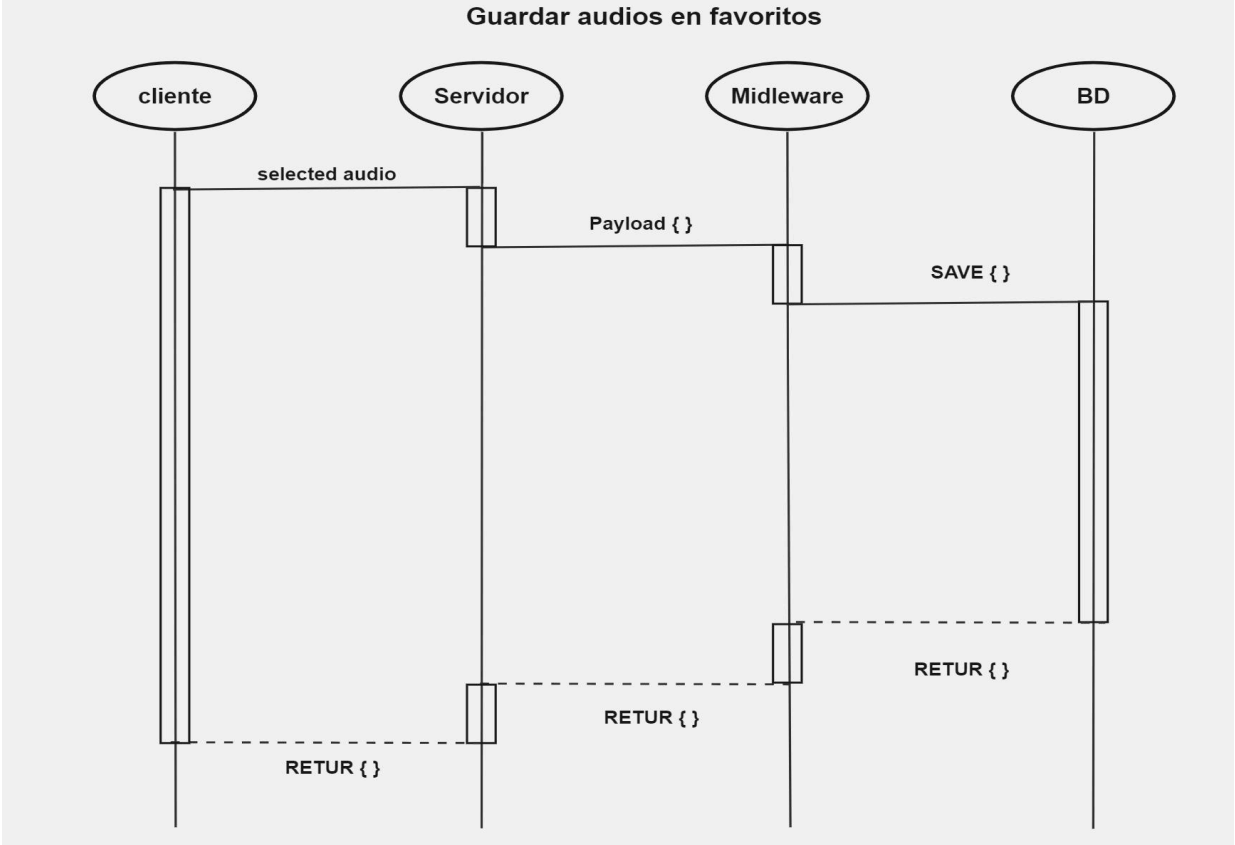 Guardar audios en favoritos
cliente
Servidor
Midleware
BD
selected audio
Payload { }
SAVE { }
RETUR { }
RETUR { }
RETUR { }